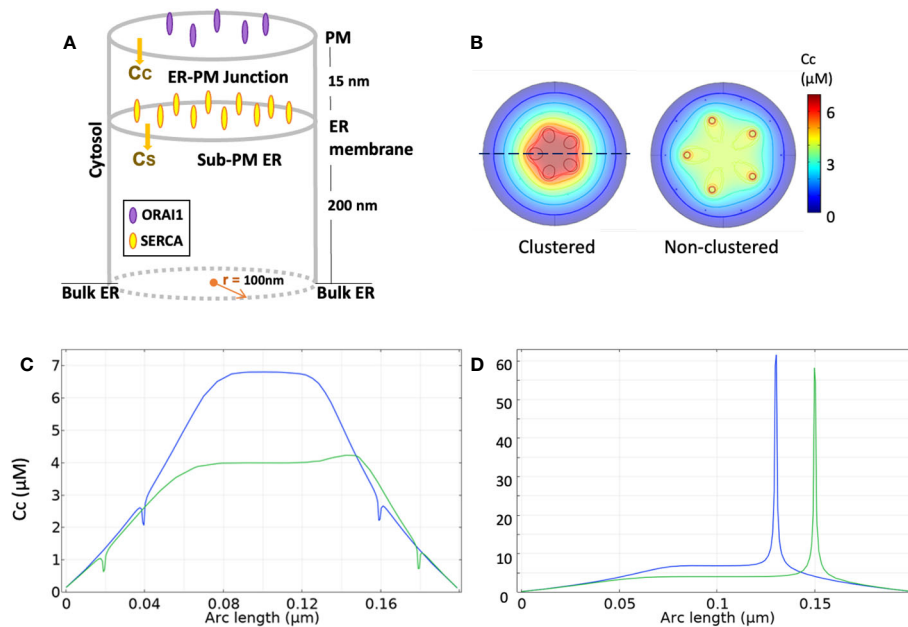 A
PM
Cc
ER-PM Junction
15 nm
Cytosol
ER
membrane
Cs
Sub-PM ER
200 nm
ORAI1
SERCA
r = 100nm
Bulk ER
Bulk ER
B
Cc
(μM)
6
4
2
0
Clustered
Non-clustered
C
7
6
5
4
3
2
1
0
Cc (μM)
0
0.04
0.08
0.12
0.16
Arc length (μm)
D
60
50
40
30
20
10
0
0
0.05
0.10
0.15
Arc length (μm)